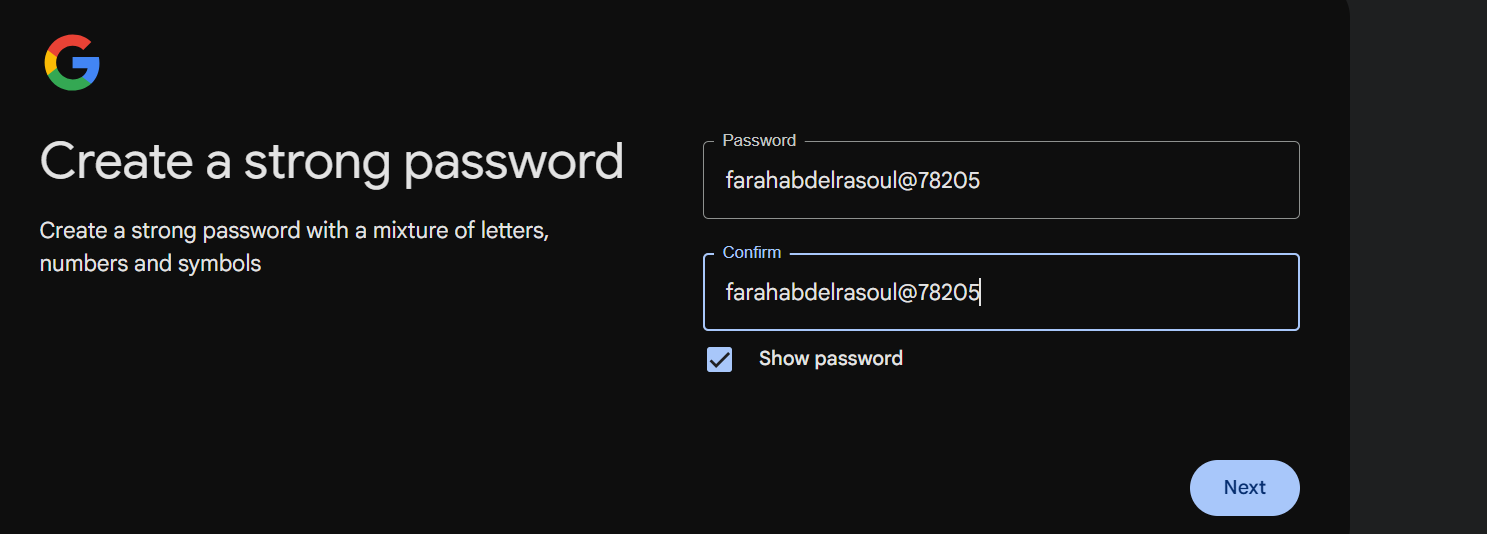 Create a strong password
Create a strong password with a mixture of letters,
numbers and symbols
Password
farahabdelrasoul@78205
Confirm
farahabdelrasoul@78205
Show password
Next